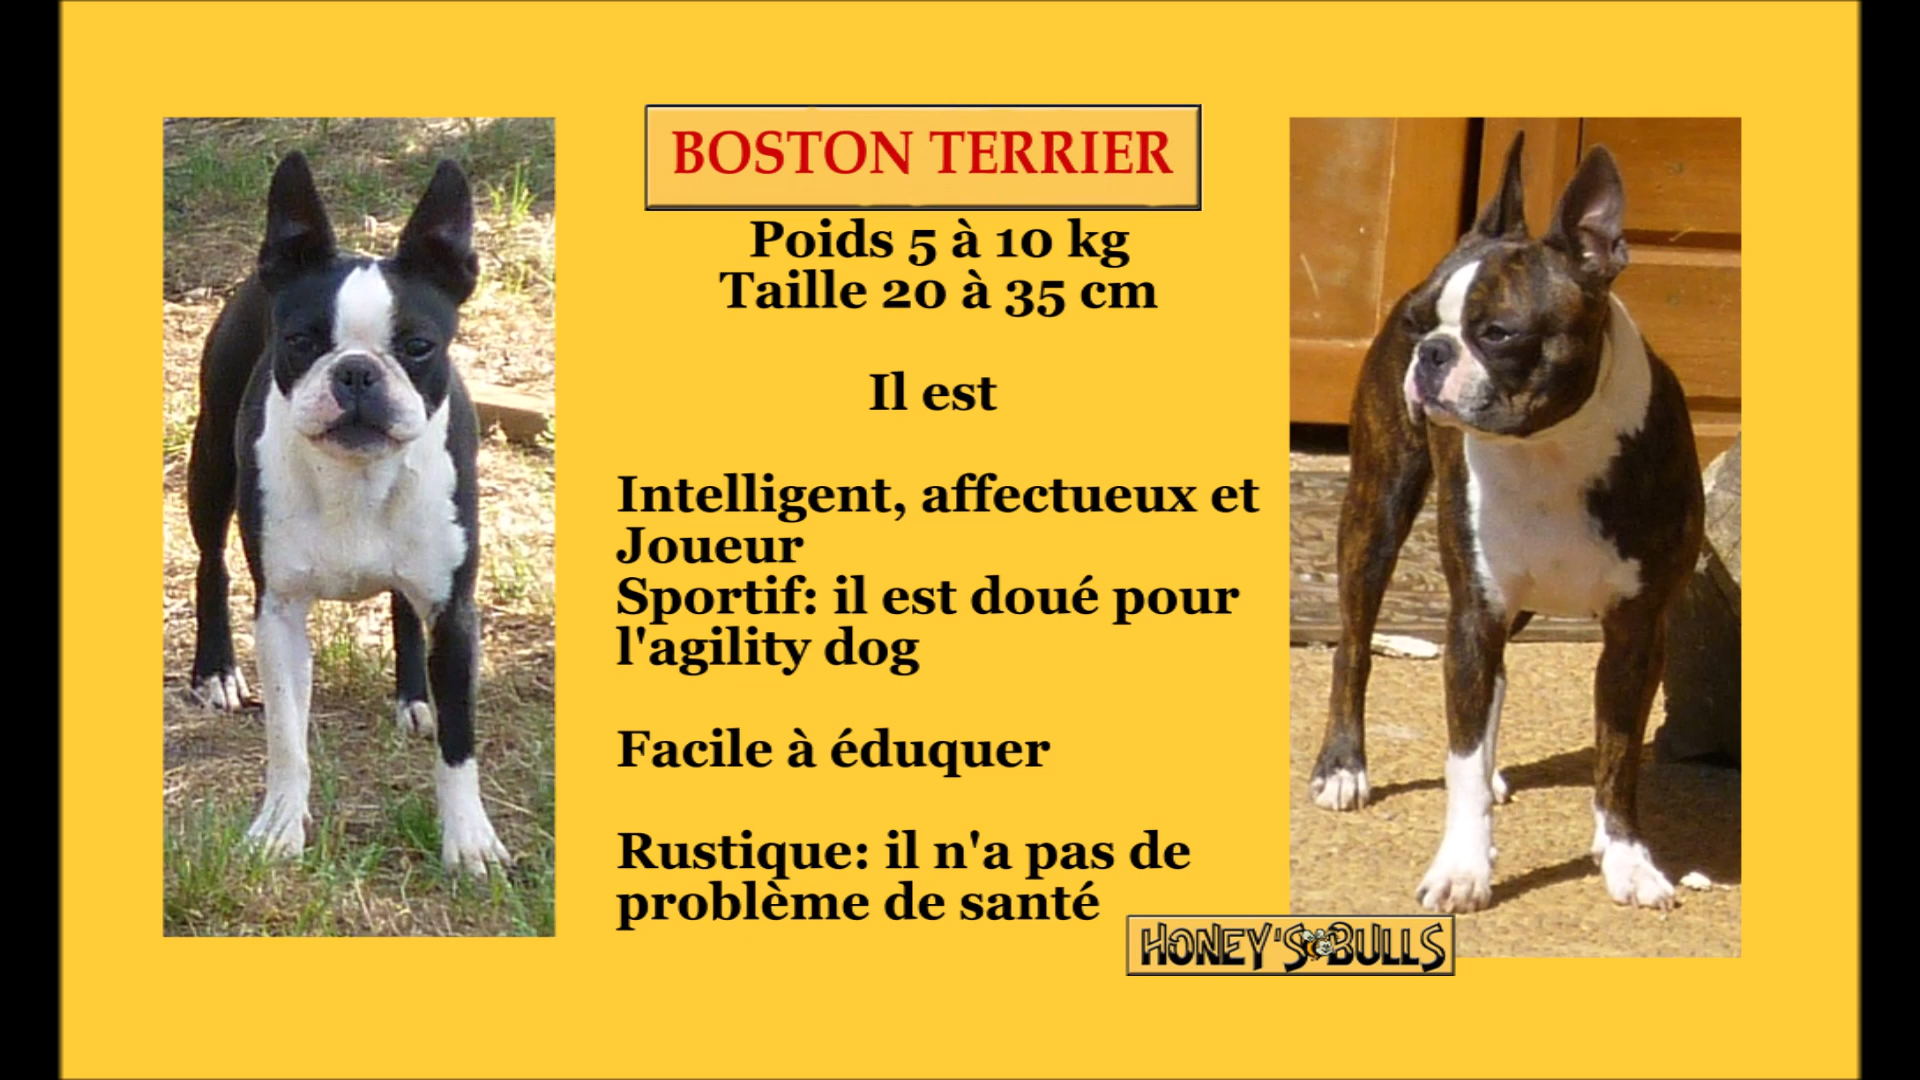 BOSTON TERRIER
Poids 5 à 10 kg
Taille 20 à 35 cm
Il est
Intelligent, affectueux et
Joueur
Sportif: il est doué pour
l'agility dog
Facile à éduquer
Rustique: il n'a pas de
problème de santé
HONEY'S BULLS